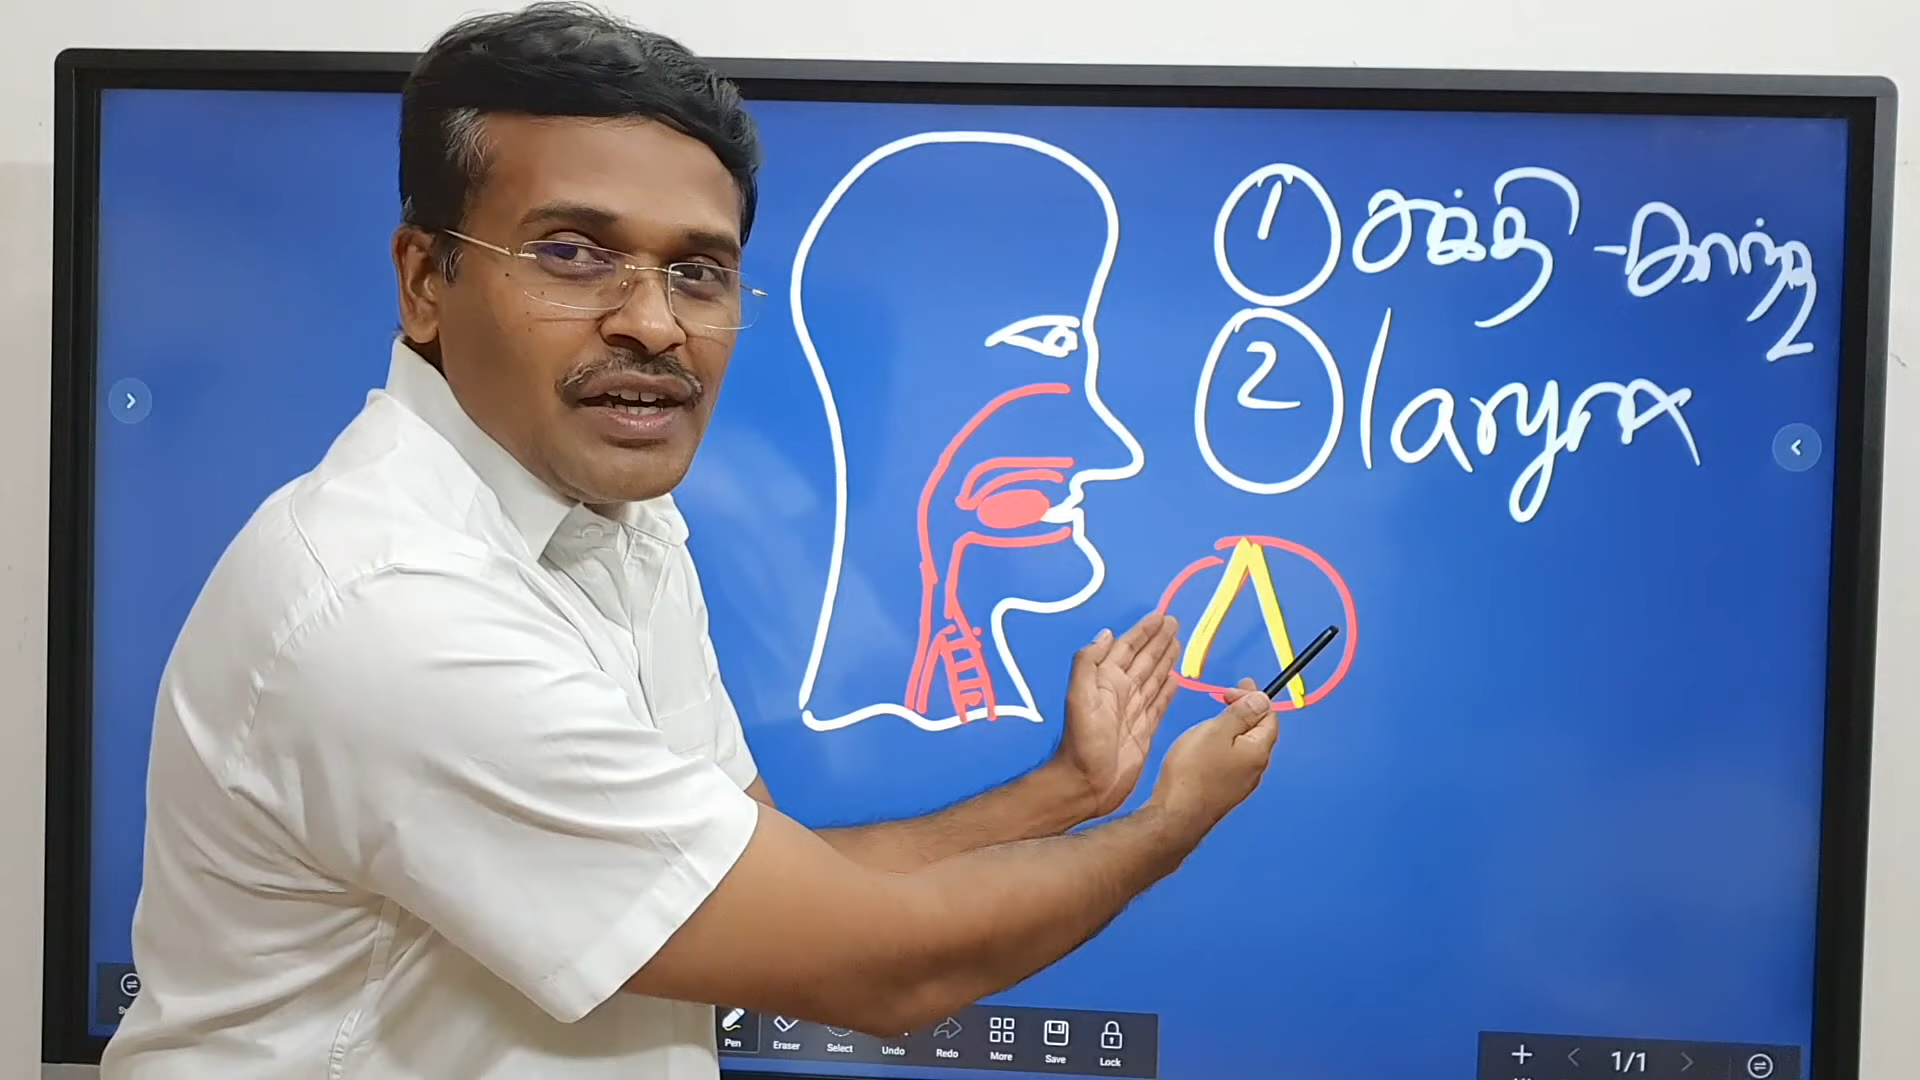 1 சக்தி - காற்று
2 larynx
Pen Eraser Select Undo Redo More Save Lock
1/1